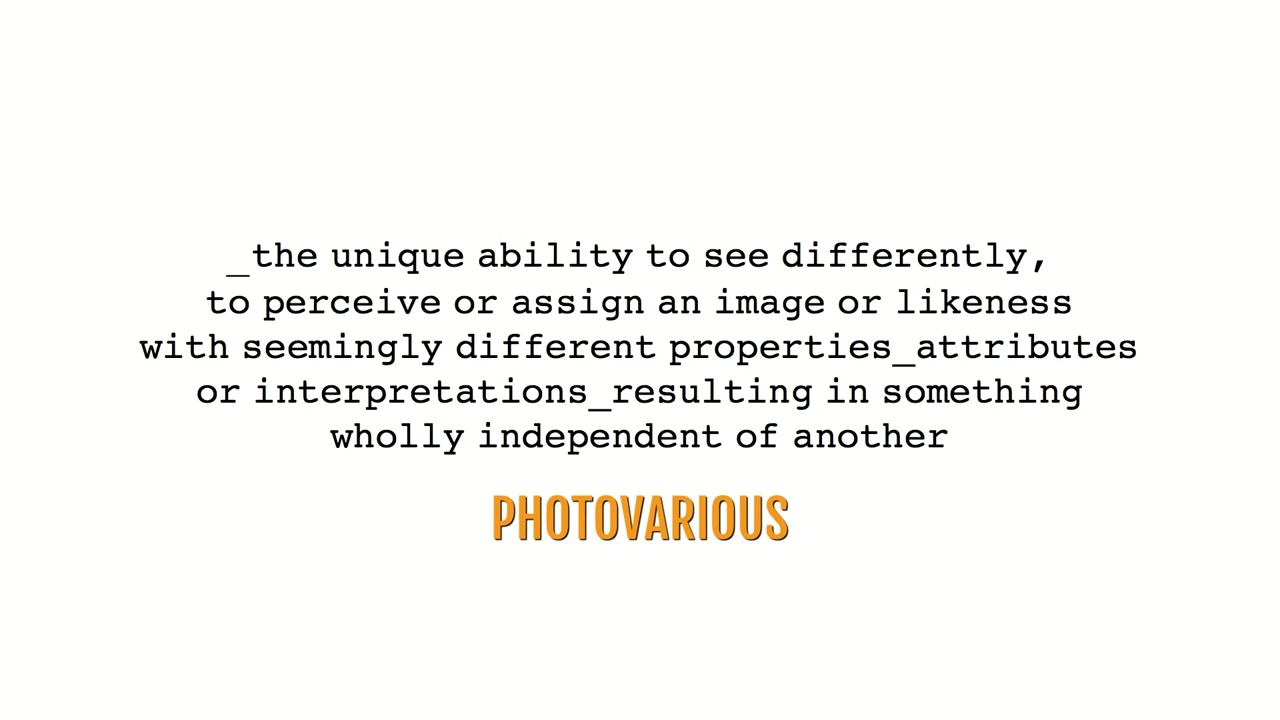 _the unique ability to see differently,
to perceive or assign an image or likeness
with seemingly different properties_attributes
or interpretations_resulting in something
wholly independent of another
PHOTOVARIOUS